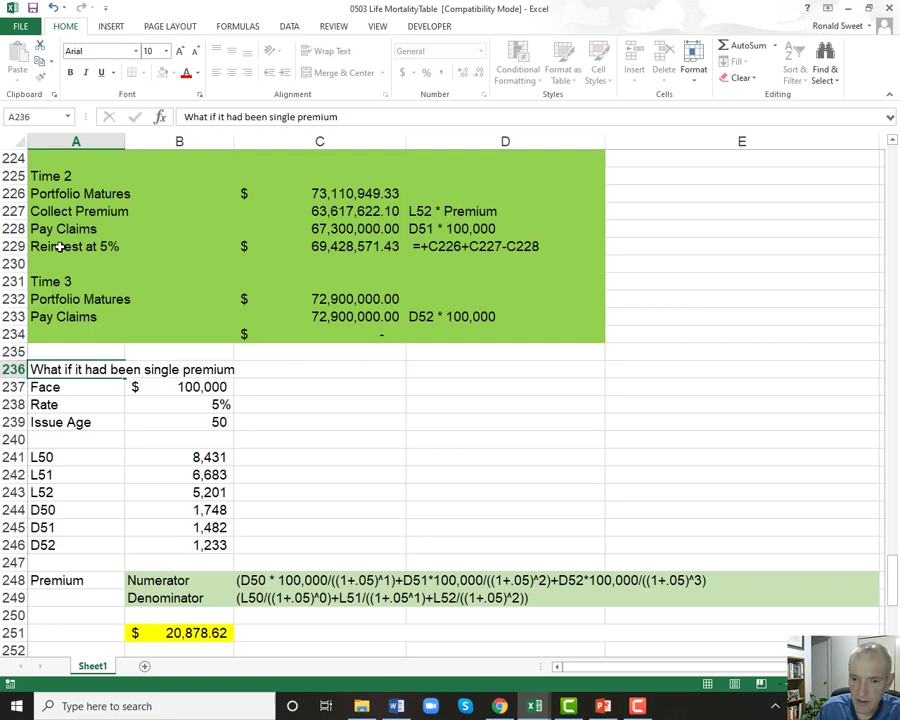 0503 Life MortalityTable [Compatibility Mode] - Excel
FILE HOME INSERT PAGE LAYOUT FORMULAS DATA REVIEW VIEW DEVELOPER Ronald Sweet
Paste Arial 10 Wrap Text General AutoSum
B I U Merge & Center $ % , Conditional Formatting Format as Table Cell Styles Insert Delete Format Fill Clear Sort & Filter Find & Select
Clipboard Font Alignment Number Styles Cells Editing
A236 fx What if it had been single premium
A B C D E
224
225 Time 2
226 Portfolio Matures $ 73,110,949.33
227 Collect Premium 63,617,622.10 L52 * Premium
228 Pay Claims 67,300,000.00 D51 * 100,000
229 Reinvest at 5% $ 69,428,571.43 =+C226+C227-C228
230
231 Time 3
232 Portfolio Matures 72,900,000.00
233 Pay Claims 72,900,000.00 D52 * 100,000
234 $ -
235
236 What if it had been single premium
237 Face $ 100,000
238 Rate 5%
239 Issue Age 50
240
241 L50 8,431
242 L51 6,683
243 L52 5,201
244 D50 1,748
245 D51 1,482
246 D52 1,233
247
248 Premium Numerator (D50 * 100,000/((1+.05)^1)+D51*100,000/((1+.05)^2)+D52*100,000/((1+.05)^3)
249 Denominator (L50/((1+.05)^0)+L51/((1+.05^1)+L52/((1+.05)^2))
250
251 $ 20,878.62
252
Sheet1
Type here to search